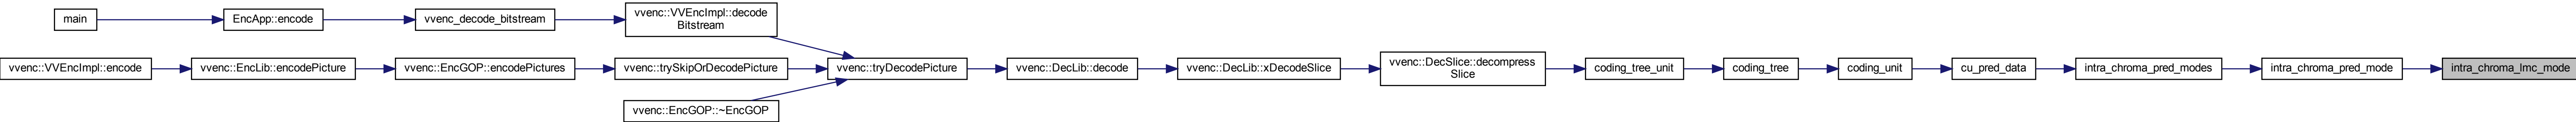 main
EncApp::encode
vvenc_decode_bitstream
vvenc::VVEncImpl::decode
Bitstream
vvenc::VVEncImpl::encode
vvenc::EncLib::encodePicture
vvenc::EncGOP::encodePictures
vvenc::trySkipOrDecodePicture
vvenc::tryDecodePicture
vvenc::DecLib::decode
vvenc::DecLib::xDecodeSlice
vvenc::DecSlice::decompress
Slice
coding_tree_unit
coding_tree
coding_unit
cu_pred_data
intra_chroma_pred_modes
intra_chroma_pred_mode
intra_chroma_lmc_mode
vvenc::EncGOP::~EncGOP